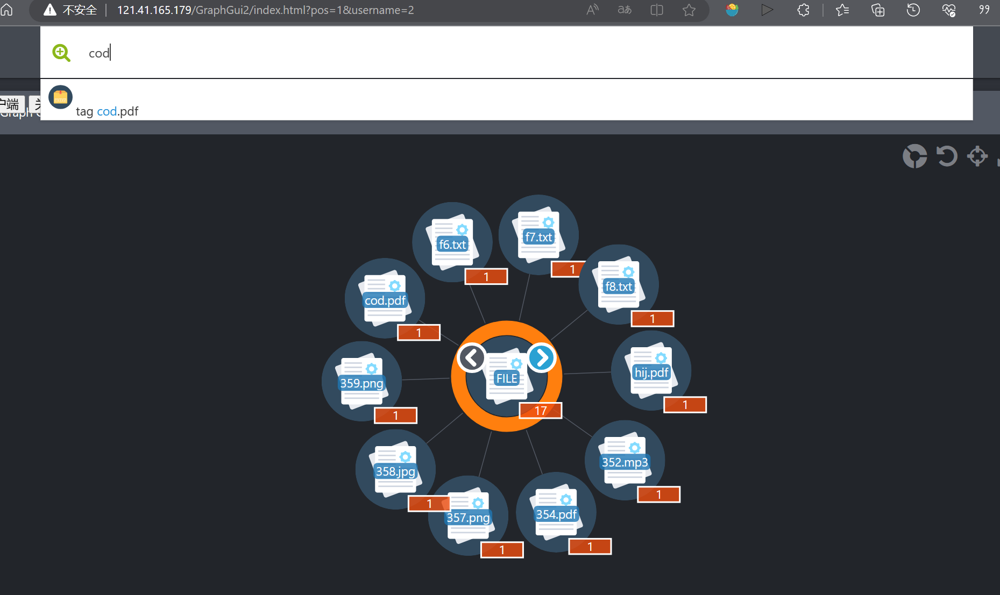 不安全 121.41.165.179/GraphGui2/index.html?pos=1&username=2
cod
户端
tag cod.pdf
Graph
f7.txt
f6.txt
1
1
f8.txt
cod.pdf
1
1
hij.pdf
FILE
359.png
1
17
1
352.mp3
358.jpg
1
1
354.pdf
357.png
1
1